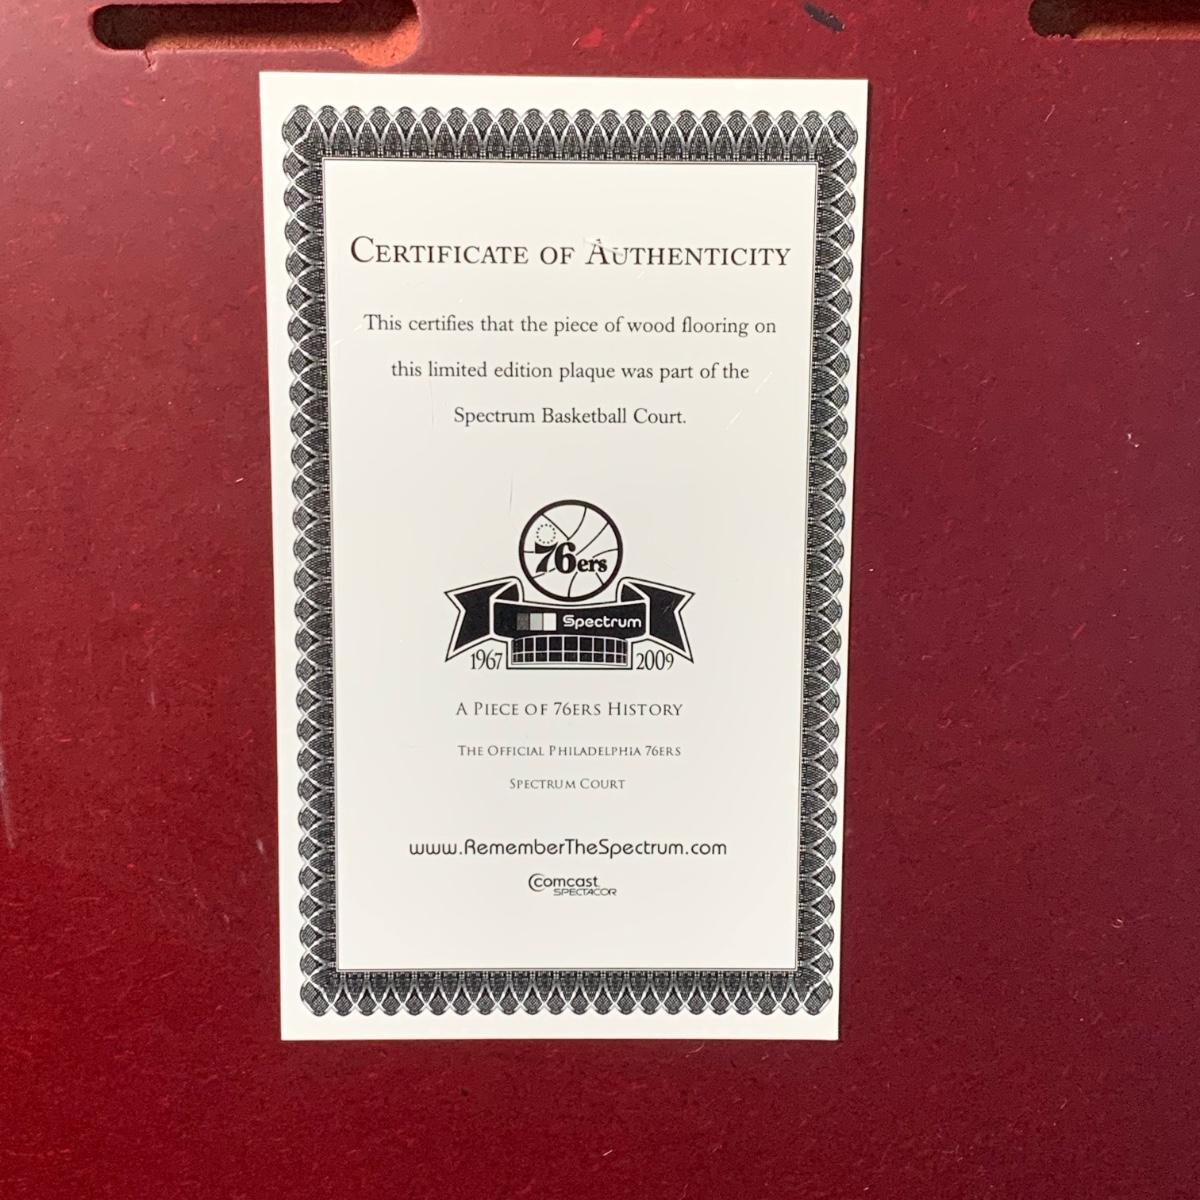 CERTIFICATE OF AUTHENTICITY
This certifies that the piece of wood flooring on
this limited edition plaque was part of the
Spectrum Basketball Court.
76ers
Spectrum
1967 2009
A PIECE OF 76ERS HISTORY
THE OFFICIAL PHILADELPHIA 76ERS
SPECTRUM COURT
www.RememberTheSpectrum.com
comcast
SPECTACOR